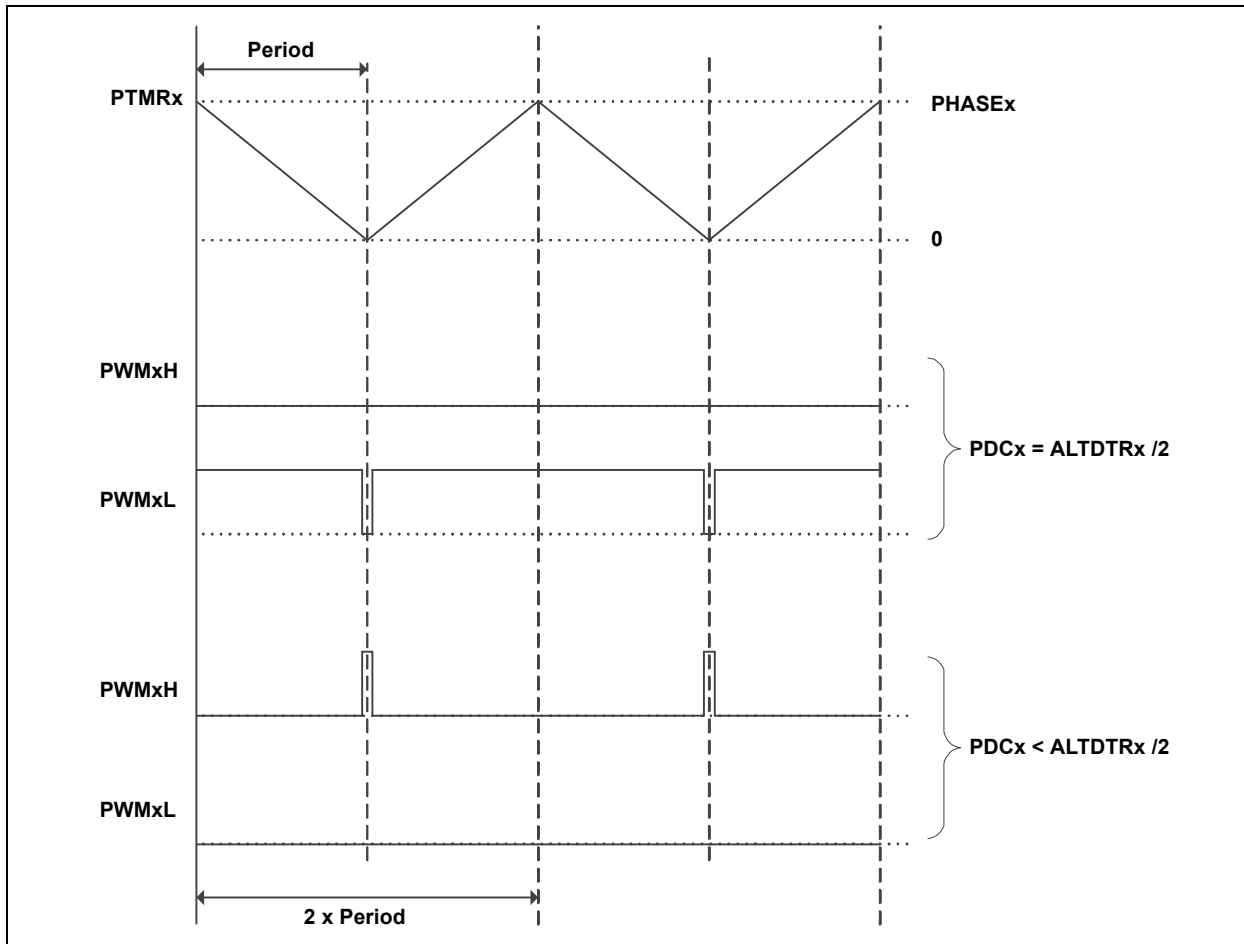 Period
PTMRx
PHASEx
0
PWMxH
PDCx = ALTDTRx /2
PWMxL
PWMxH
PDCx < ALTDTRx /2
PWMxL
2 x Period